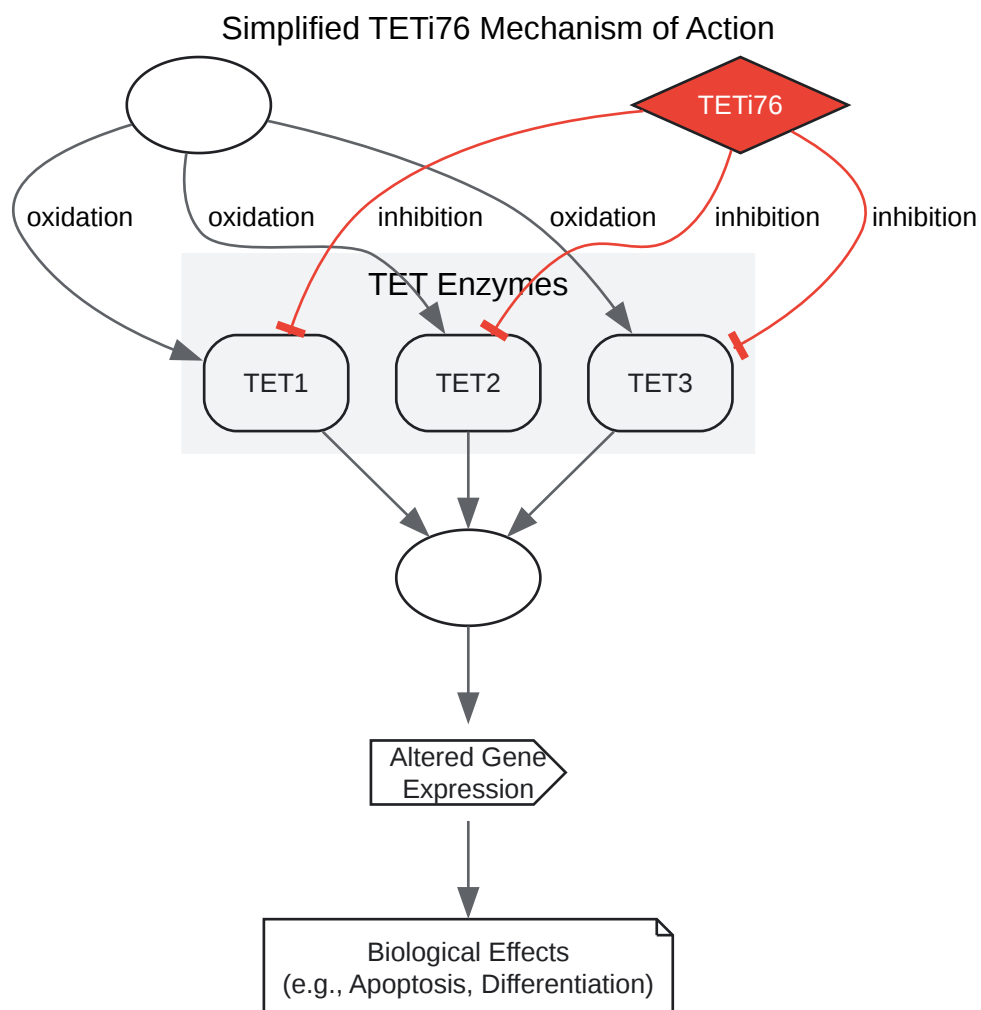 Simplified TETi76 Mechanism of Action
TETi76
oxidation
oxidation
inhibition
oxidation
inhibition
inhibition
TET Enzymes
TET1
TET2
TET3
Altered Gene
Expression
Biological Effects
(e.g., Apoptosis, Differentiation)